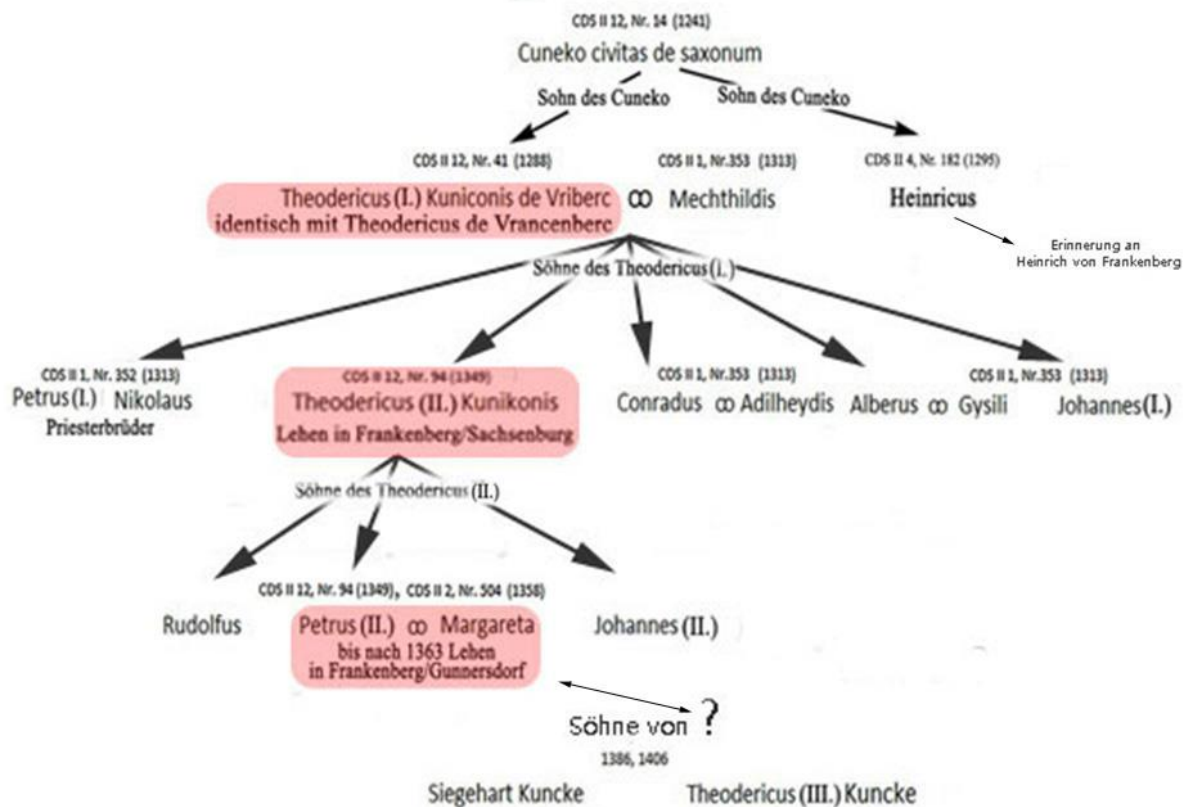 CDS II 12, Nr. 14 (1241)
Cuneko civitas de saxonum
Sohn des Cuneko
Sohn des Cuneko
CDS II 12, Nr. 41 (1288)
CDS II 1, Nr.353 (1313)
CDS II 4, Nr. 182 (1295)
Theodericus (I.) Kuniconis de Vriberc
∞ Mechthildis
Heinricus
identisch mit Theodericus de Vrancenberc
Erinnerung an
Heinrich von Frankenberg
Söhne des Theodericus (I.)
CDS II 1, Nr. 352 (1313)
CDS II 12, Nr. 94 (1349)
CDS II 1, Nr.353 (1313)
CDS II 1, Nr.353 (1313)
Petrus (I.) Nikolaus
Theodericus (II.) Kunikonis
Conradus ∞ Adilheydis
Alberus ∞ Gysili
Johannes (I.)
Priesterbrüder
Lehen in Frankenberg/Sachsenburg
Söhne des Theodericus (II.)
CDS II 12, Nr. 94 (1349), CDS II 2, Nr. 504 (1358)
Rudolfus
Petrus (II.) ∞ Margareta
Johannes (II.)
bis nach 1363 Lehen
in Frankenberg/Gunnersdorf
Söhne von ?
1386, 1406
Siegehart Kuncke
Theodericus (III.) Kuncke